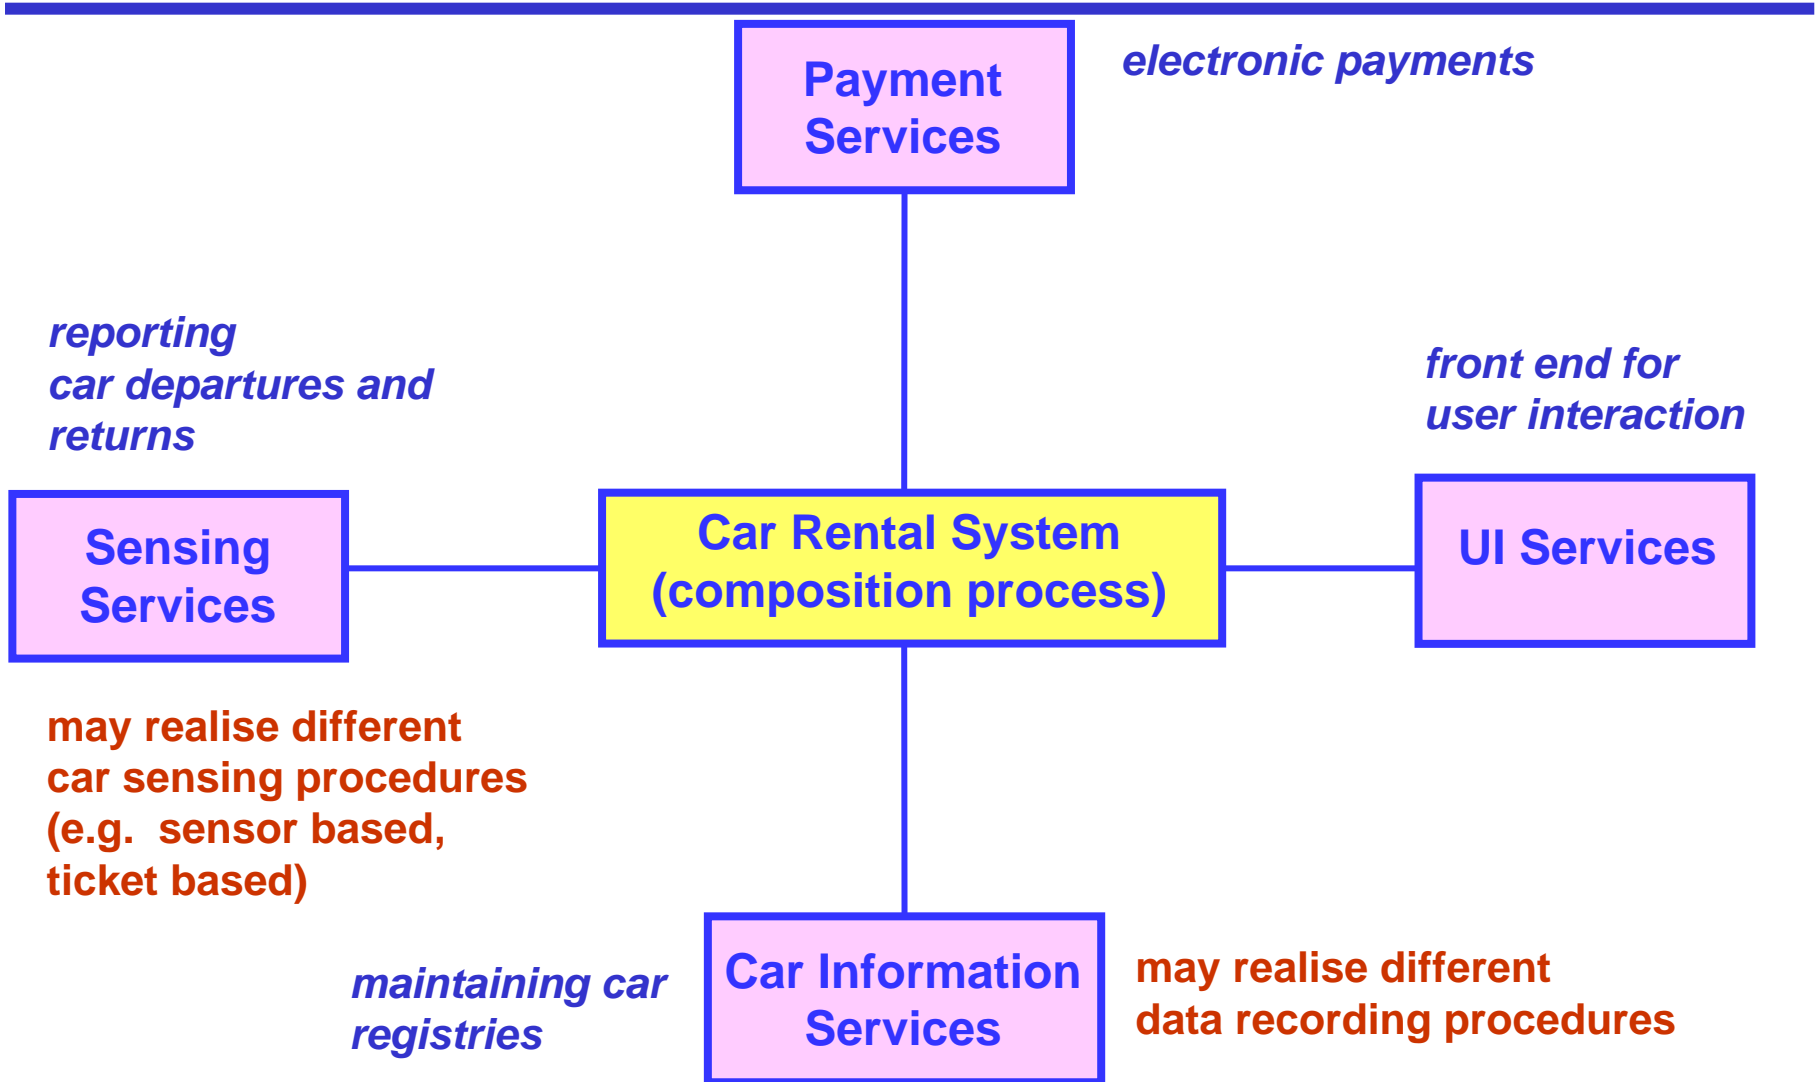 Payment
Services
electronic payments
reporting
car departures and
returns
front end for
user interaction
Sensing
Services
Car Rental System
(composition process)
UI Services
may realise different
car sensing procedures
(e.g.  sensor based,
ticket based)
maintaining car
registries
Car Information
Services
may realise different
data recording procedures